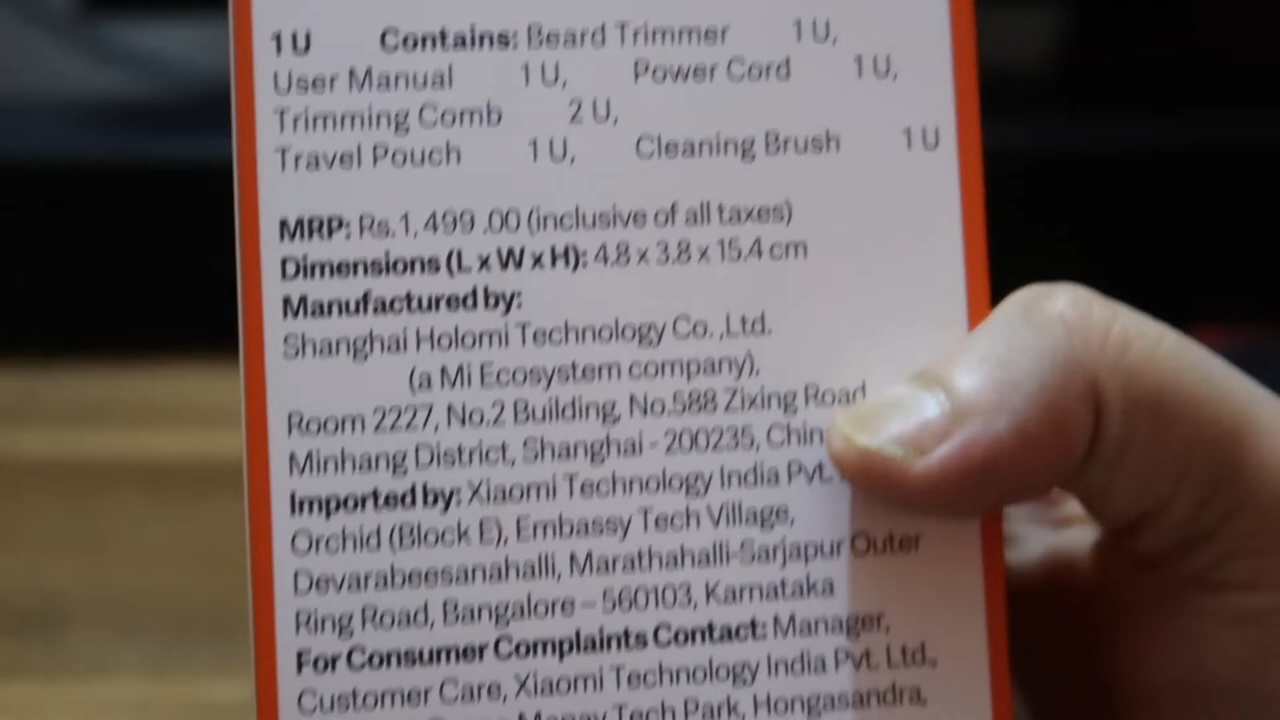 1 U Contains: Beard Trimmer 1 U,
User Manual 1 U, Power Cord 1 U,
Trimming Comb 2 U,
Travel Pouch 1 U, Cleaning Brush 1 U
MRP: Rs.1,499 .00 (inclusive of all taxes)
Dimensions (L x W x H): 4.8 x 3.8 x 15.4 cm
Manufactured by:
Shanghai Holomi Technology Co. ,Ltd.
(a Mi Ecosystem company),
Room 2227, No.2 Building, No.588 Zixing Road
Minhang District, Shanghai - 200235, Chin
Imported by: Xiaomi Technology India Pvt.
Orchid (Block E), Embassy Tech Village,
Devarabeesanahalli, Marathahalli-Sarjapur Outer
Ring Road, Bangalore – 560103, Karnataka
For Consumer Complaints Contact: Manager,
Customer Care, Xiaomi Technology India Pvt. Ltd.,
Tech Park, Hongasandra,